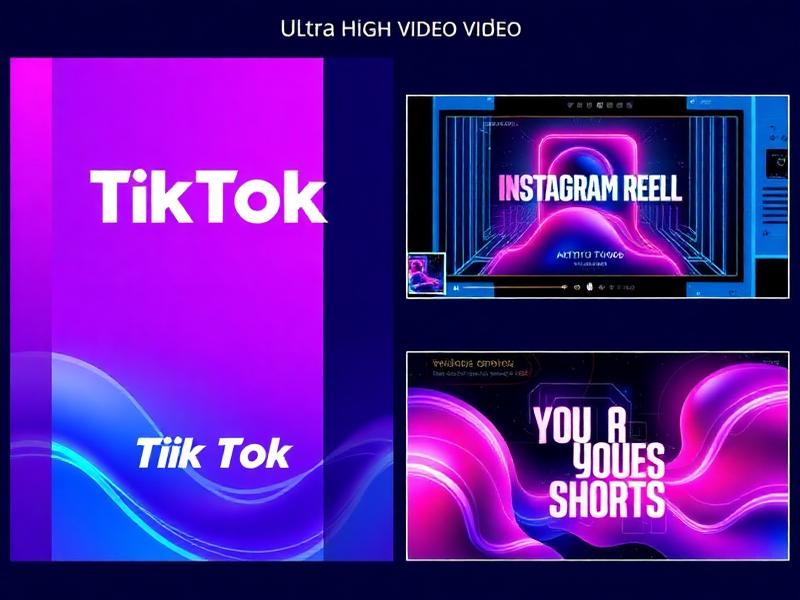 ULtra HiGH VIDEO VIdEO
TikTok
Tiik Tok
INSTAGRAM REELL
YOU R
YOUES
SHORTS